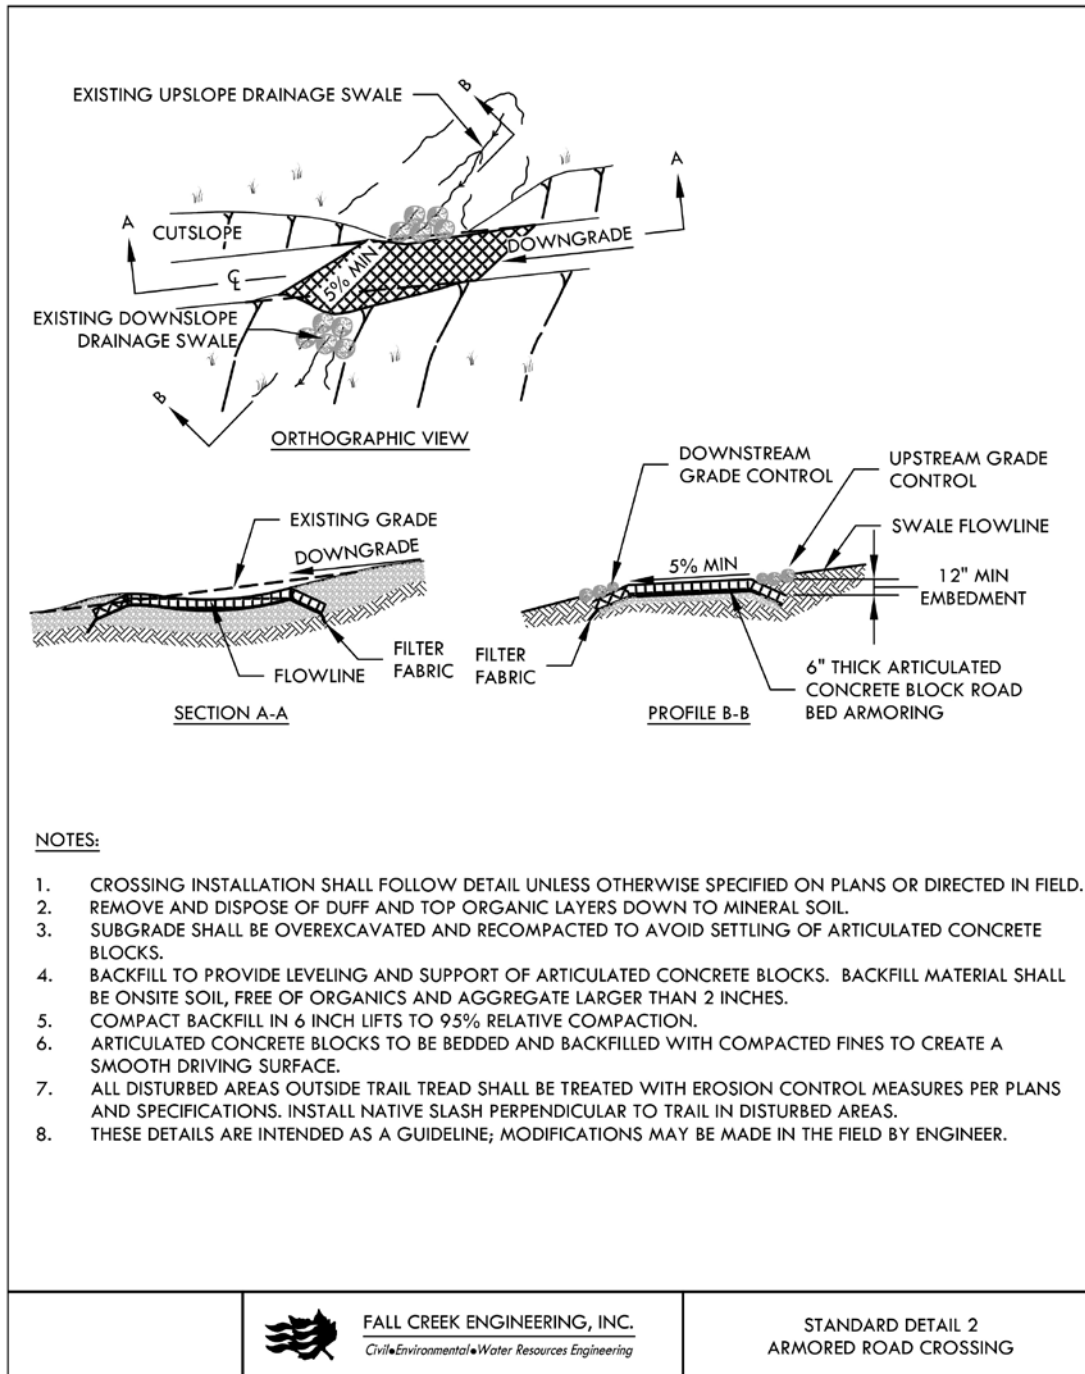 EXISTING UPSLOPE DRAINAGE SWALE
B
A
A
CUTSLOPE
DOWNGRADE
5% MIN
℄
EXISTING DOWNSLOPE
DRAINAGE SWALE
B
ORTHOGRAPHIC VIEW
EXISTING GRADE
DOWNGRADE
FILTER
FABRIC
FLOWLINE
SECTION A-A
DOWNSTREAM
GRADE CONTROL
UPSTREAM GRADE
CONTROL
SWALE FLOWLINE
5% MIN
12" MIN
EMBEDMENT
FILTER
FABRIC
6" THICK ARTICULATED
CONCRETE BLOCK ROAD
BED ARMORING
PROFILE B-B
NOTES:
1. CROSSING INSTALLATION SHALL FOLLOW DETAIL UNLESS OTHERWISE SPECIFIED ON PLANS OR DIRECTED IN FIELD.
2. REMOVE AND DISPOSE OF DUFF AND TOP ORGANIC LAYERS DOWN TO MINERAL SOIL.
3. SUBGRADE SHALL BE OVEREXCAVATED AND RECOMPACTED TO AVOID SETTLING OF ARTICULATED CONCRETE
BLOCKS.
4. BACKFILL TO PROVIDE LEVELING AND SUPPORT OF ARTICULATED CONCRETE BLOCKS. BACKFILL MATERIAL SHALL
BE ONSITE SOIL, FREE OF ORGANICS AND AGGREGATE LARGER THAN 2 INCHES.
5. COMPACT BACKFILL IN 6 INCH LIFTS TO 95% RELATIVE COMPACTION.
6. ARTICULATED CONCRETE BLOCKS TO BE BEDDED AND BACKFILLED WITH COMPACTED FINES TO CREATE A
SMOOTH DRIVING SURFACE.
7. ALL DISTURBED AREAS OUTSIDE TRAIL TREAD SHALL BE TREATED WITH EROSION CONTROL MEASURES PER PLANS
AND SPECIFICATIONS. INSTALL NATIVE SLASH PERPENDICULAR TO TRAIL IN DISTURBED AREAS.
8. THESE DETAILS ARE INTENDED AS A GUIDELINE; MODIFICATIONS MAY BE MADE IN THE FIELD BY ENGINEER.
FALL CREEK ENGINEERING, INC.
Civil●Environmental●Water Resources Engineering
STANDARD DETAIL 2
ARMORED ROAD CROSSING